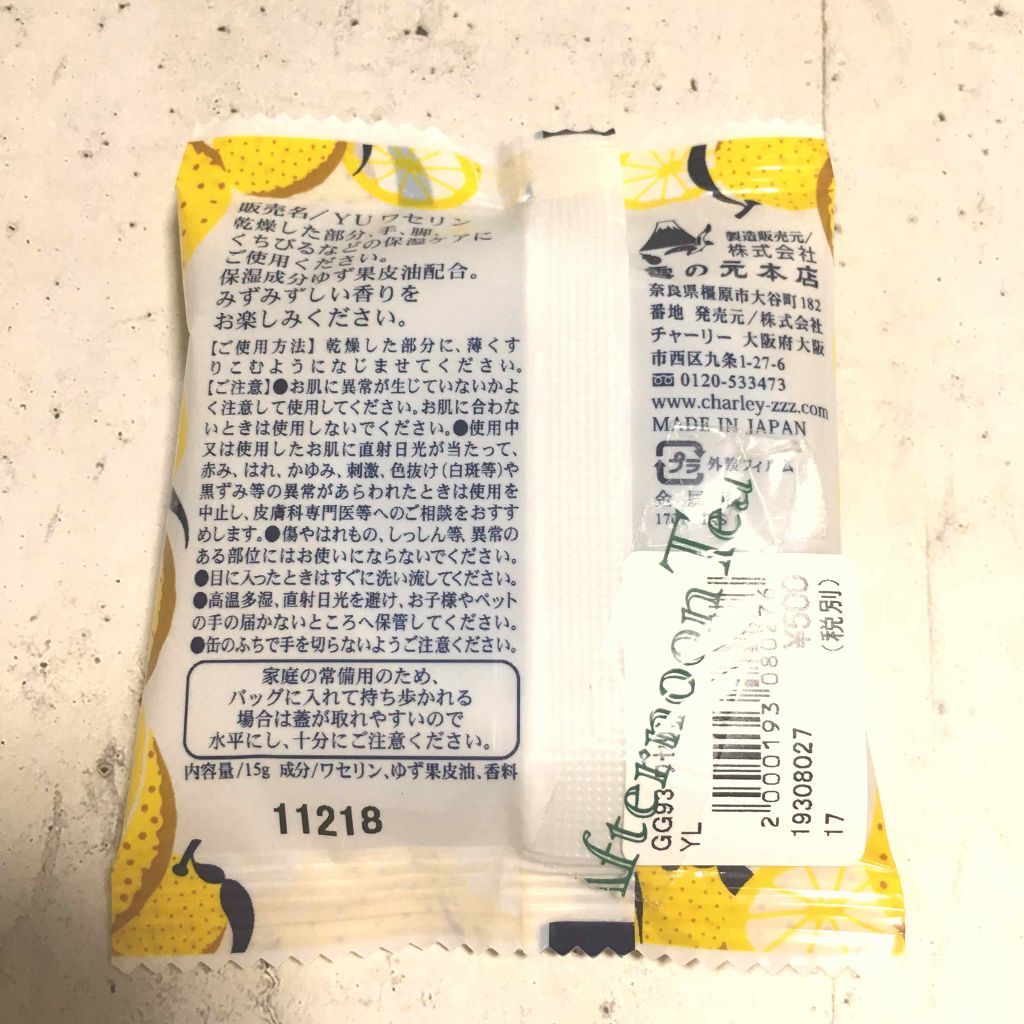 販売名/YUワセリン
乾燥した部分、手、脚、
くちびるなどの保湿ケアに
ご使用ください。
保湿成分ゆず果皮油配合。
みずみずしい香りを
お楽しみください。
【ご使用方法】乾燥した部分に、薄くす
りこむようになじませてください。
【ご注意】●お肌に異常が生じていないかよ
く注意して使用してください。お肌に合わな
いときは使用しないでください。●使用中
又は使用したお肌に直射日光が当たって、
赤み、はれ、かゆみ、刺激、色抜け(白斑等)や
黒ずみ等の異常があらわれたときは使用を
中止し、皮膚科専門医等へのご相談をおすす
めします。●傷やはれもの、しっしん等、異常の
ある部位にはお使いにならないでください。
●目に入ったときはすぐに洗い流してください。
●高温多湿、直射日光を避け、お子様やペット
の手の届かないところへ保管してください。
●缶のふちで手を切らないようご注意ください。
家庭の常備用のため、
バッグに入れて持ち歩かれる
場合は蓋が取れやすいので
水平にし、十分にご注意ください。
内容量/15g 成分/ワセリン、ゆず果皮油、香料
11218
製造販売元/
株式会社
の元本店
奈良県橿原市大谷町182
番地 発売元/株式会社
チャーリー 大阪府大阪
市西区九条1-27-6
0120-533473
www.charley-zzz.com
MADE IN JAPAN
プラ 外装フィルム
Afternoon Tea
¥500
(税別)
2000193080276
19308027
17
GG93
YL